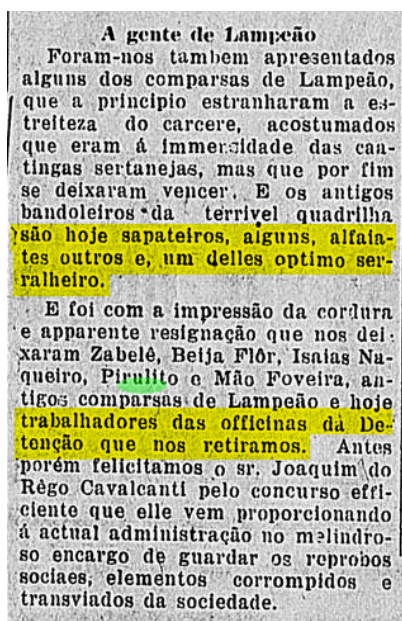 A gente de Lampeão
Foram-nos tambem apresentados
alguns dos comparsas de Lampeão,
que a principio estranharam a es-
treiteza do carcere, acostumados
que eram á immensidade das caa-
tingas sertanejas, mas que por fim
se deixaram vencer. E os antigos
bandoleiros da terrivel quadrilha
são hoje sapateiros, alguns, alfaia-
tes outros e, um delles optimo ser-
ralheiro.
E foi com a impressão da cordura
e apparente resignação que nos dei-
xaram Zabelê, Beija Flôr, Isaias Na-
queiro, Pirulito e Mão Foveira, an-
tigos comparsas de Lampeão e hoje
trabalhadores das officinas da De-
tenção que nos retiramos. Antes
porém felicitamos o sr. Joaquim do
Rêgo Cavalcanti pelo concurso effi-
ciente que elle vem proporcionando
á actual administração no melindro-
so encargo de guardar os reprobos
sociaes, elementos corrompidos e
transviados da sociedade.